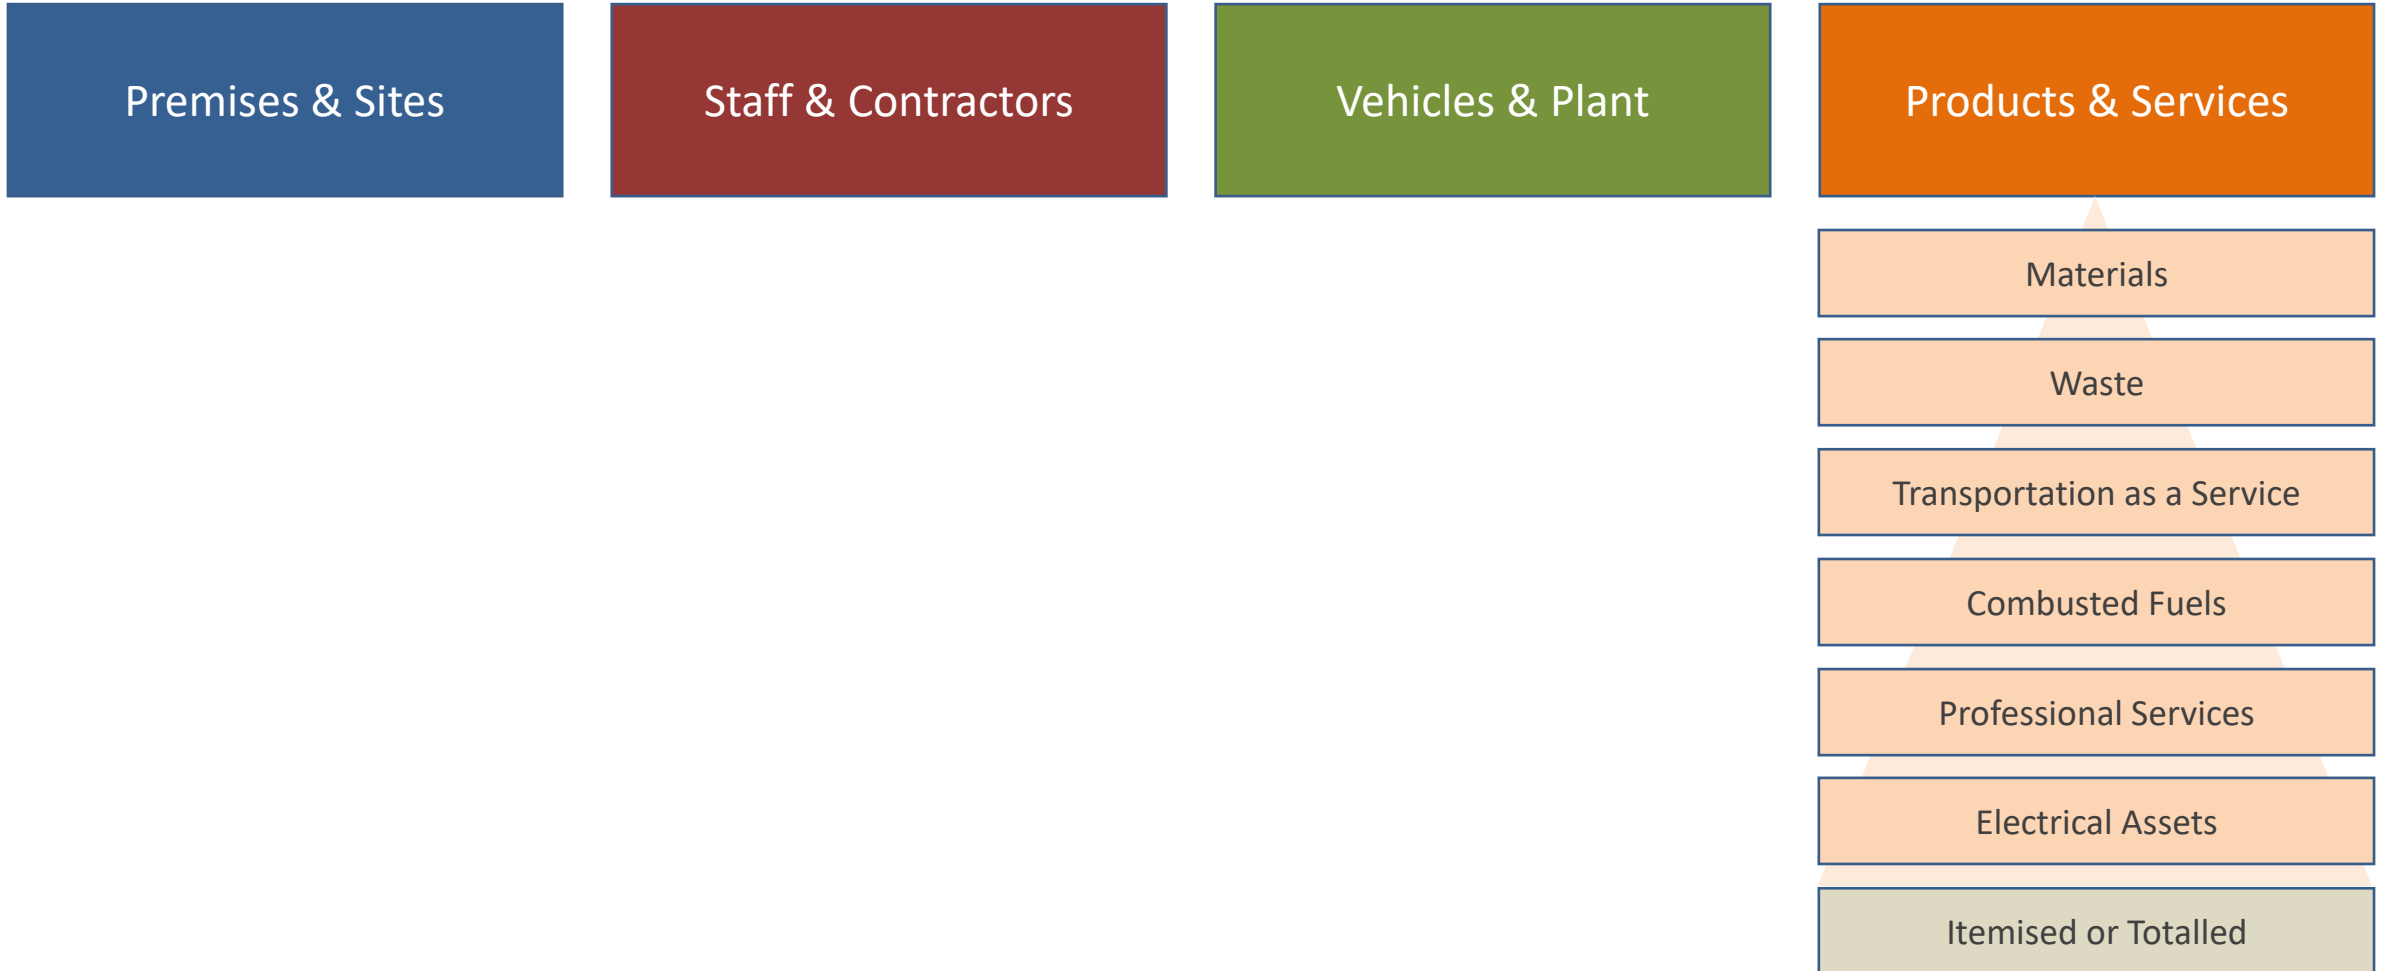 Premises & Sites
Staff & Contractors
Vehicles & Plant
Products & Services
Materials
Waste
Transportation as a Service
Combusted Fuels
Professional Services
Electrical Assets
Itemised or Totalled